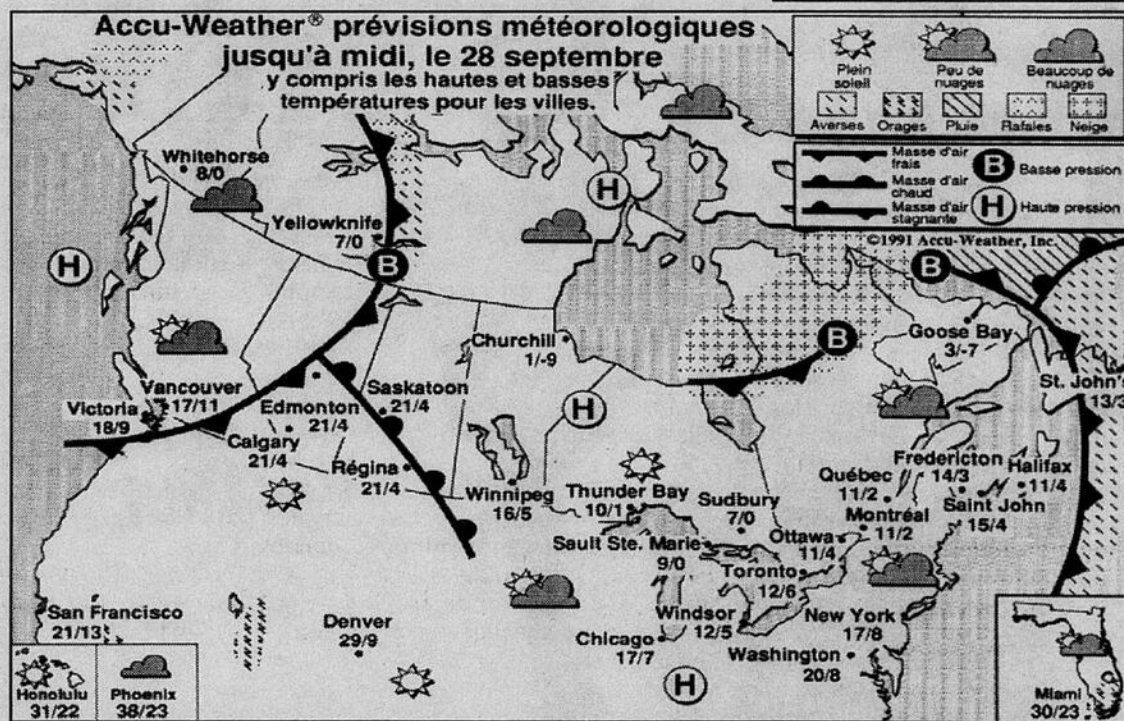 Accu-Weather® prévisions météorologiques
jusqu'à midi, le 28 septembre
y compris les hautes et basses
températures pour les villes.
Plein
soleil
Peu de
nuages
Beaucoup de
nuages
Averses
Orages
Pluie
Rafales
Neige
Masse d'air
frais
Masse d'air
chaud
Masse d'air
stagnante
B
Basse pression
H
Haute pression
©1991 Accu-Weather, Inc.
Whitehorse
8/0
Yellowknife
7/0
H
B
H
B
B
Goose Bay
3/-7
Churchill
1/-9
St. John's
13/3
Vancouver
17/11
Victoria
18/9
Edmonton
21/4
Saskatoon
21/4
Calgary
21/4
Régina
21/4
H
Winnipeg
16/5
Thunder Bay
10/1
Sudbury
7/0
Sault Ste. Marie
9/0
Québec
11/2
Fredericton
14/3
Halifax
11/4
Saint John
15/4
Montréal
11/2
Ottawa
11/4
Toronto
12/6
Windsor
12/5
New York
17/8
Chicago
17/7
Washington
20/8
H
San Francisco
21/13
Denver
29/9
Honolulu
31/22
Phoenix
38/23
Miami
30/23